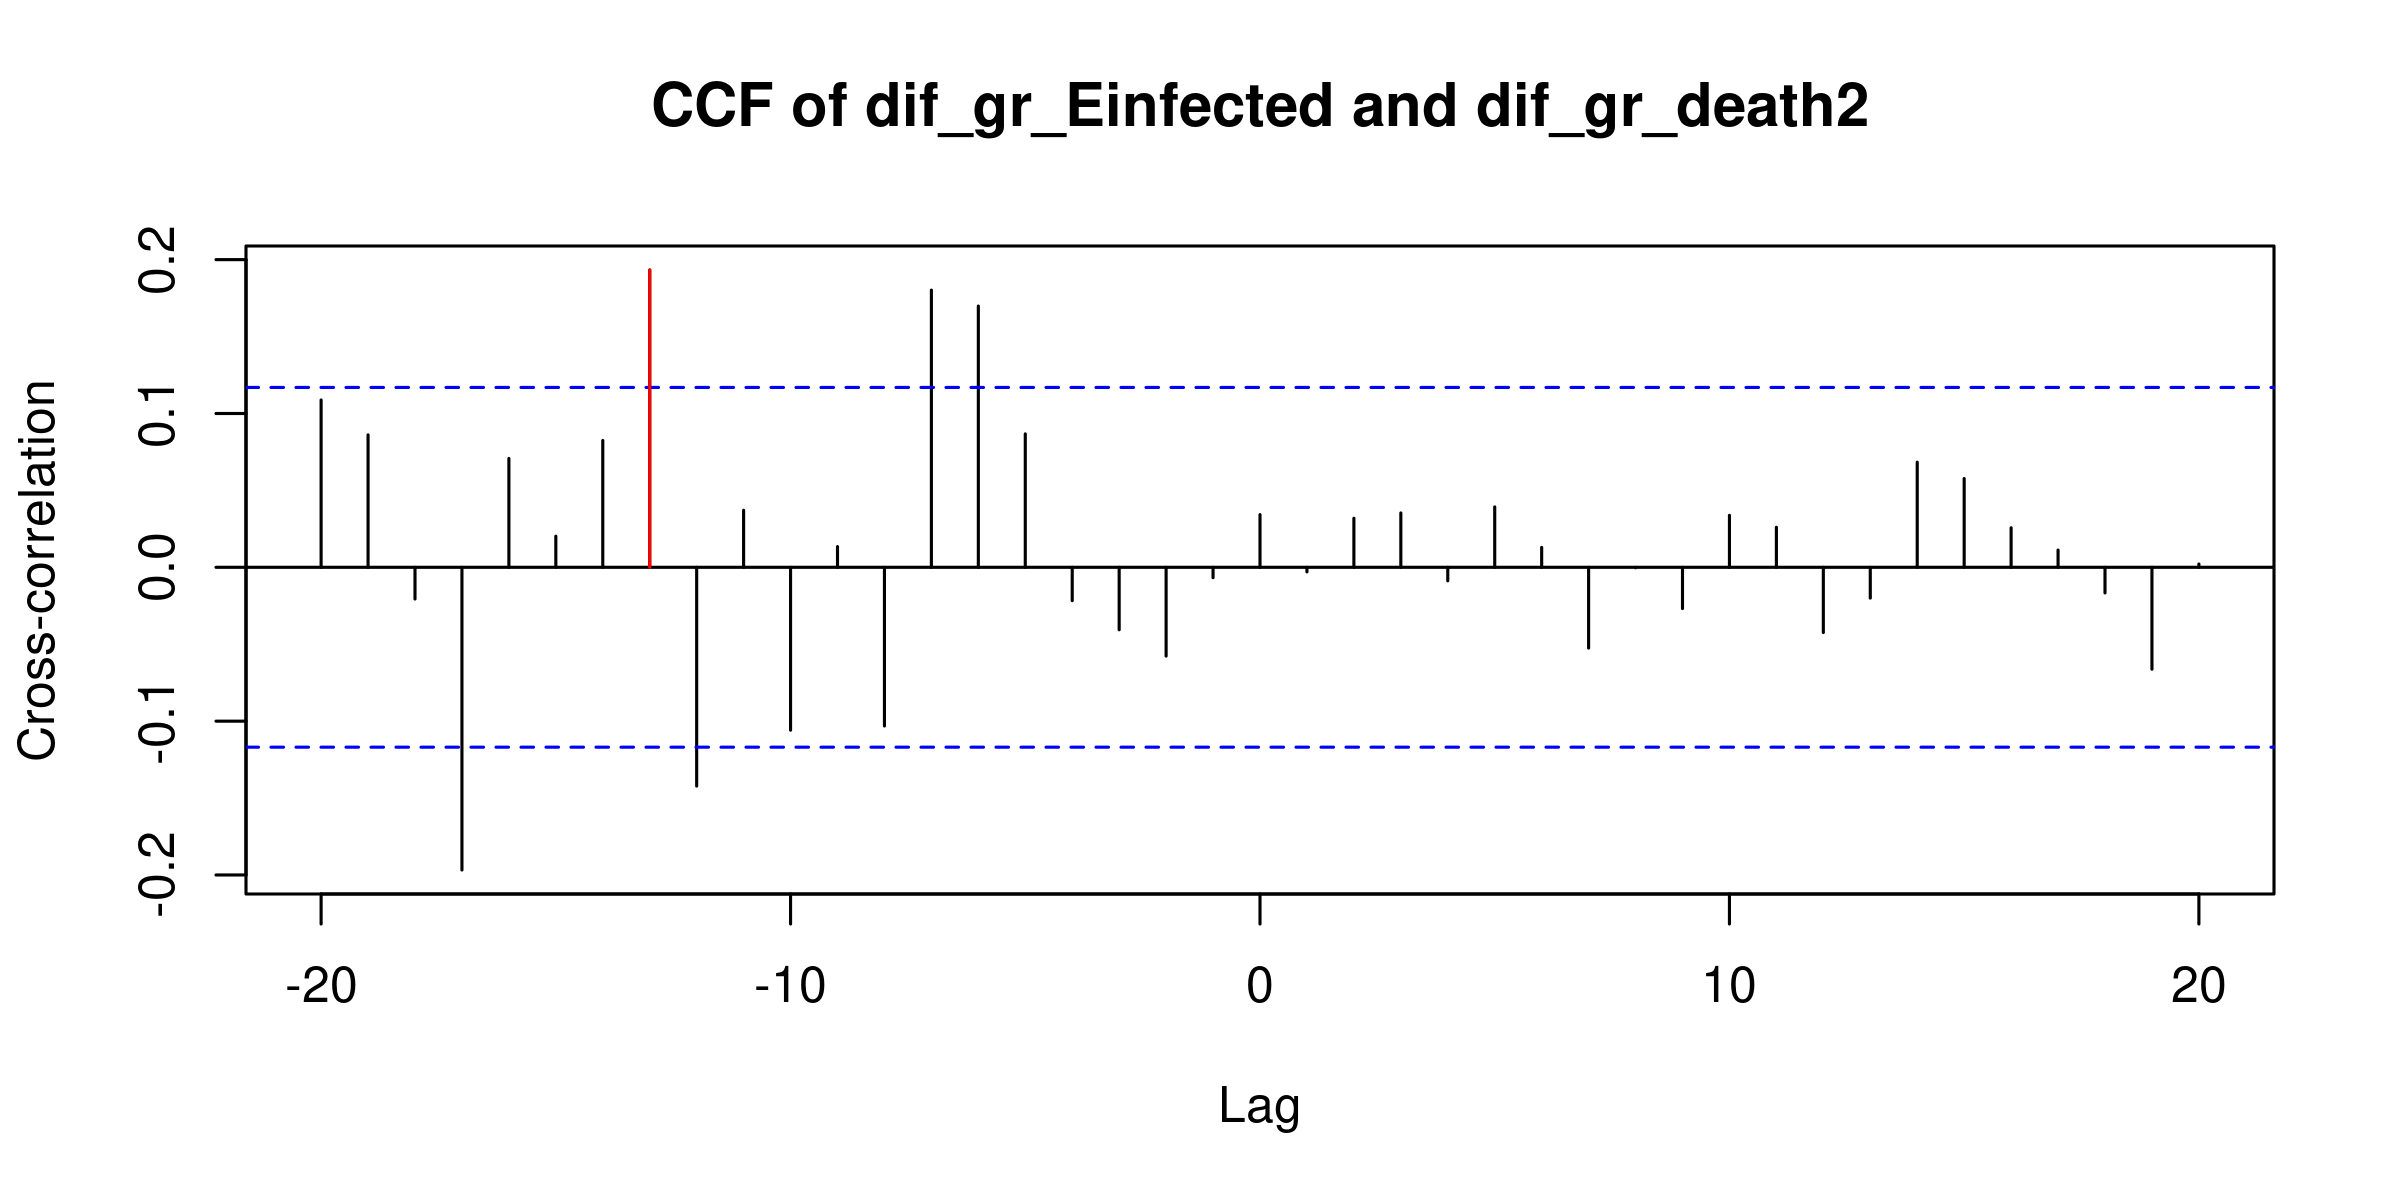 CCF of dif_gr_Einfected and dif_gr_death2
Cross-correlation
0.2
0.1
0.0
-0.1
-0.2
-20 -10 0 10 20
Lag